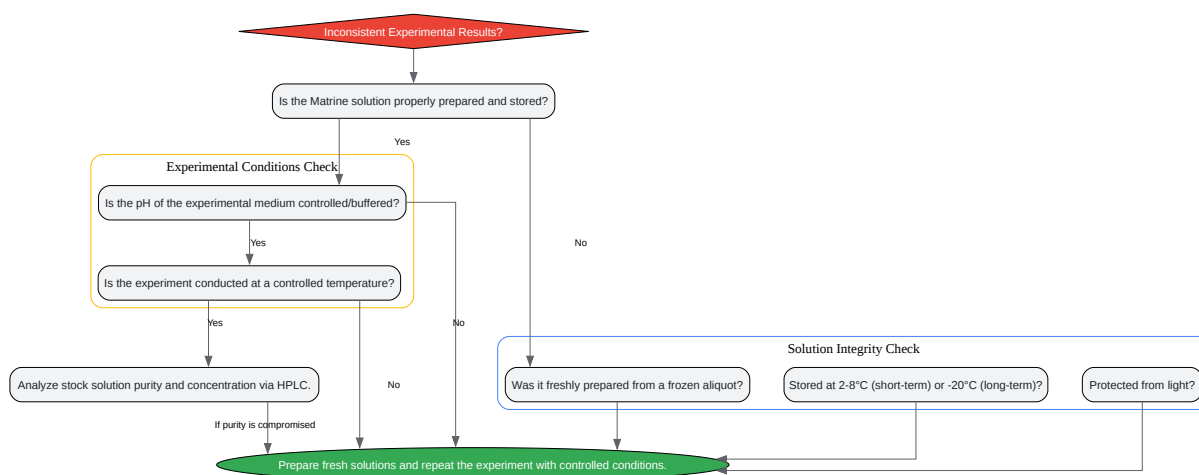 Inconsistent Experimental Results?
Is the Matrine solution properly prepared and stored?
Yes
Experimental Conditions Check
Is the pH of the experimental medium controlled/buffered?
Yes
No
Is the experiment conducted at a controlled temperature?
Yes
No
Solution Integrity Check
Analyze stock solution purity and concentration via HPLC.
No
Was it freshly prepared from a frozen aliquot?
Stored at 2-8°C (short-term) or -20°C (long-term)?
Protected from light?
If purity is compromised
Prepare fresh solutions and repeat the experiment with controlled conditions.